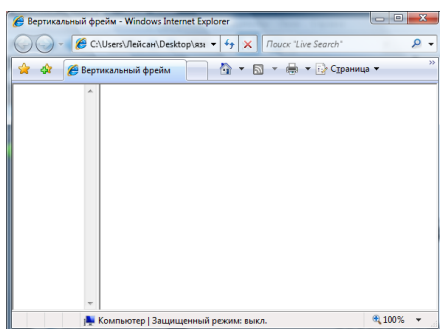 Вертикальный фрейм - Windows Internet Explorer
C:\Users\Лейсан\Desktop\язы
Поиск "Live Search"
Вертикальный фрейм
Страница
Компьютер | Защищенный режим: выкл.
100%